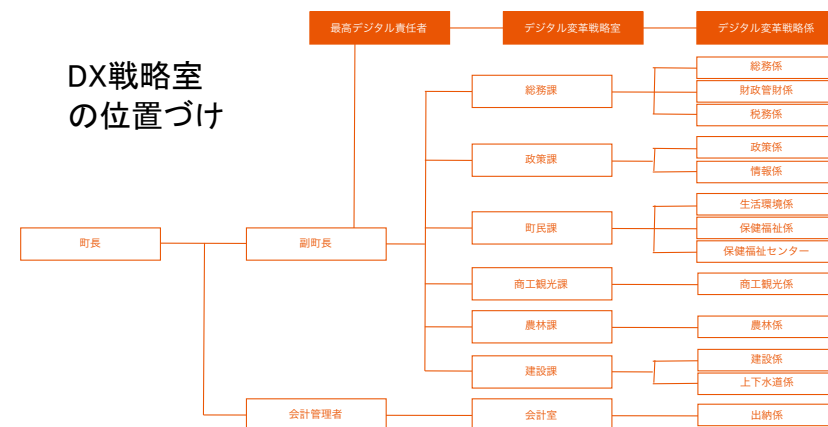 最高デジタル責任者
デジタル変革戦略室
デジタル変革戦略係
DX戦略室
の位置づけ
総務課
総務係
財政管財係
税務係
政策課
政策係
情報係
町長
副町長
町民課
生活環境係
保健福祉係
保健福祉センター
商工観光課
商工観光係
農林課
農林係
建設課
建設係
上下水道係
会計管理者
会計室
出納係